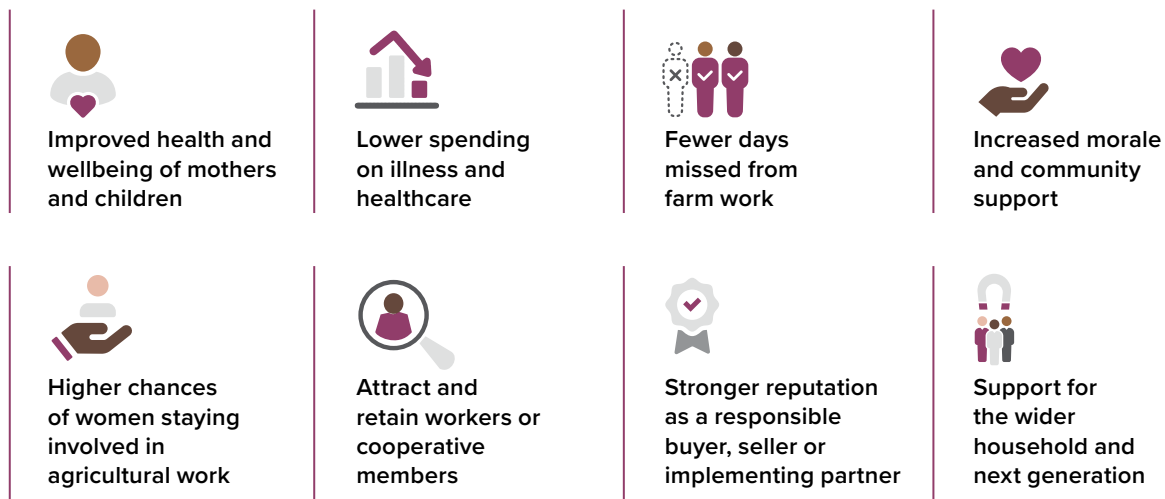 Improved health and
wellbeing of mothers
and children
Lower spending
on illness and
healthcare
Fewer days
missed from
farm work
Increased morale
and community
support
Higher chances
of women staying
involved in
agricultural work
Attract and
retain workers or
cooperative
members
Stronger reputation
as a responsible
buyer, seller or
implementing partner
Support for
the wider
household and
next generation